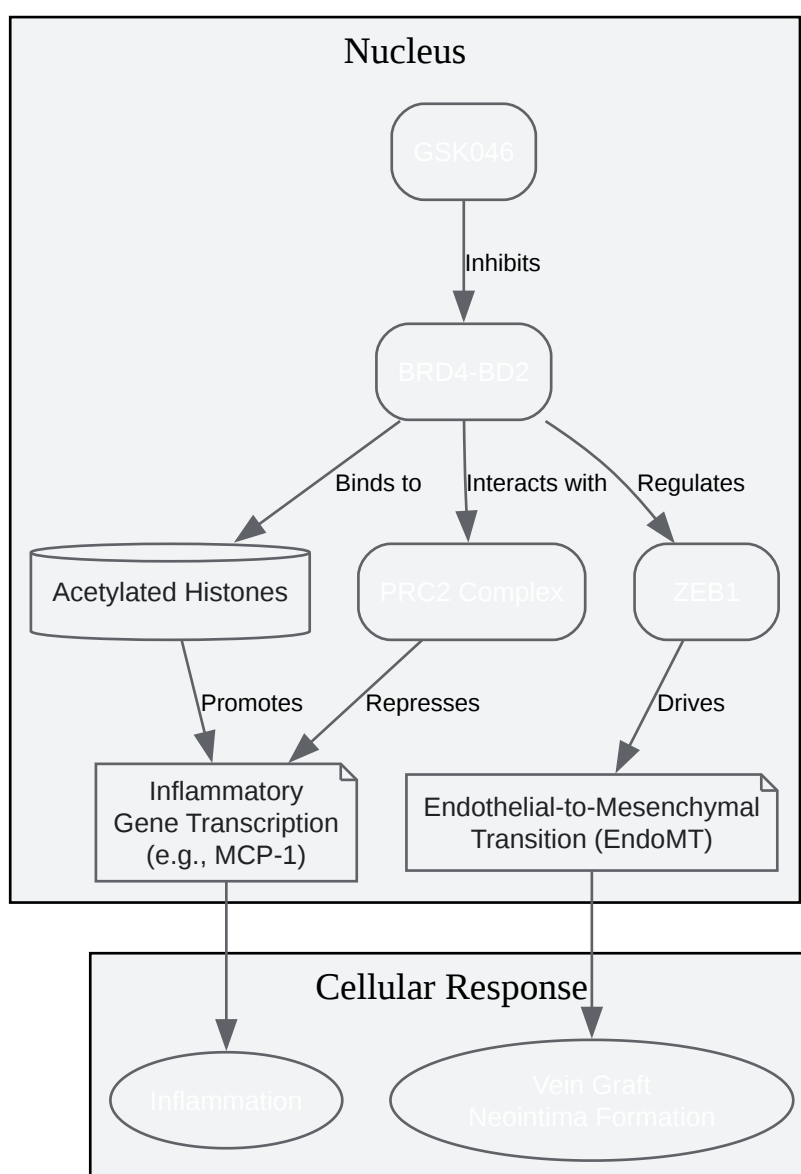 Nucleus
GSK046
Inhibits
BRD4-BD2
Binds to
Interacts with
Regulates
Acetylated Histones
PRC2 Complex
ZEB1
Promotes
Represses
Drives
Inflammatory
Gene Transcription
(e.g., MCP-1)
Endothelial-to-Mesenchymal
Transition (EndoMT)
Cellular Response
Inflammation
Vein Graft
Neointima Formation